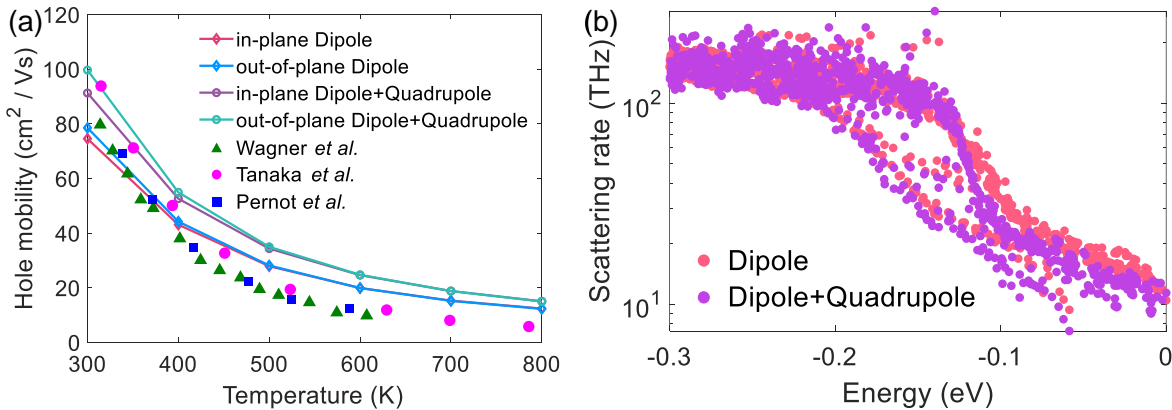 (a)
120
100
80
60
40
20
0
300 400 500 600 700 800
Hole mobility (cm² / Vs)
Temperature (K)
in-plane Dipole
out-of-plane Dipole
in-plane Dipole+Quadrupole
out-of-plane Dipole+Quadrupole
Wagner et al.
Tanaka et al.
Pernot et al.
(b)
10²
10¹
-0.3 -0.2 -0.1 0
Scattering rate (THz)
Energy (eV)
Dipole
Dipole+Quadrupole